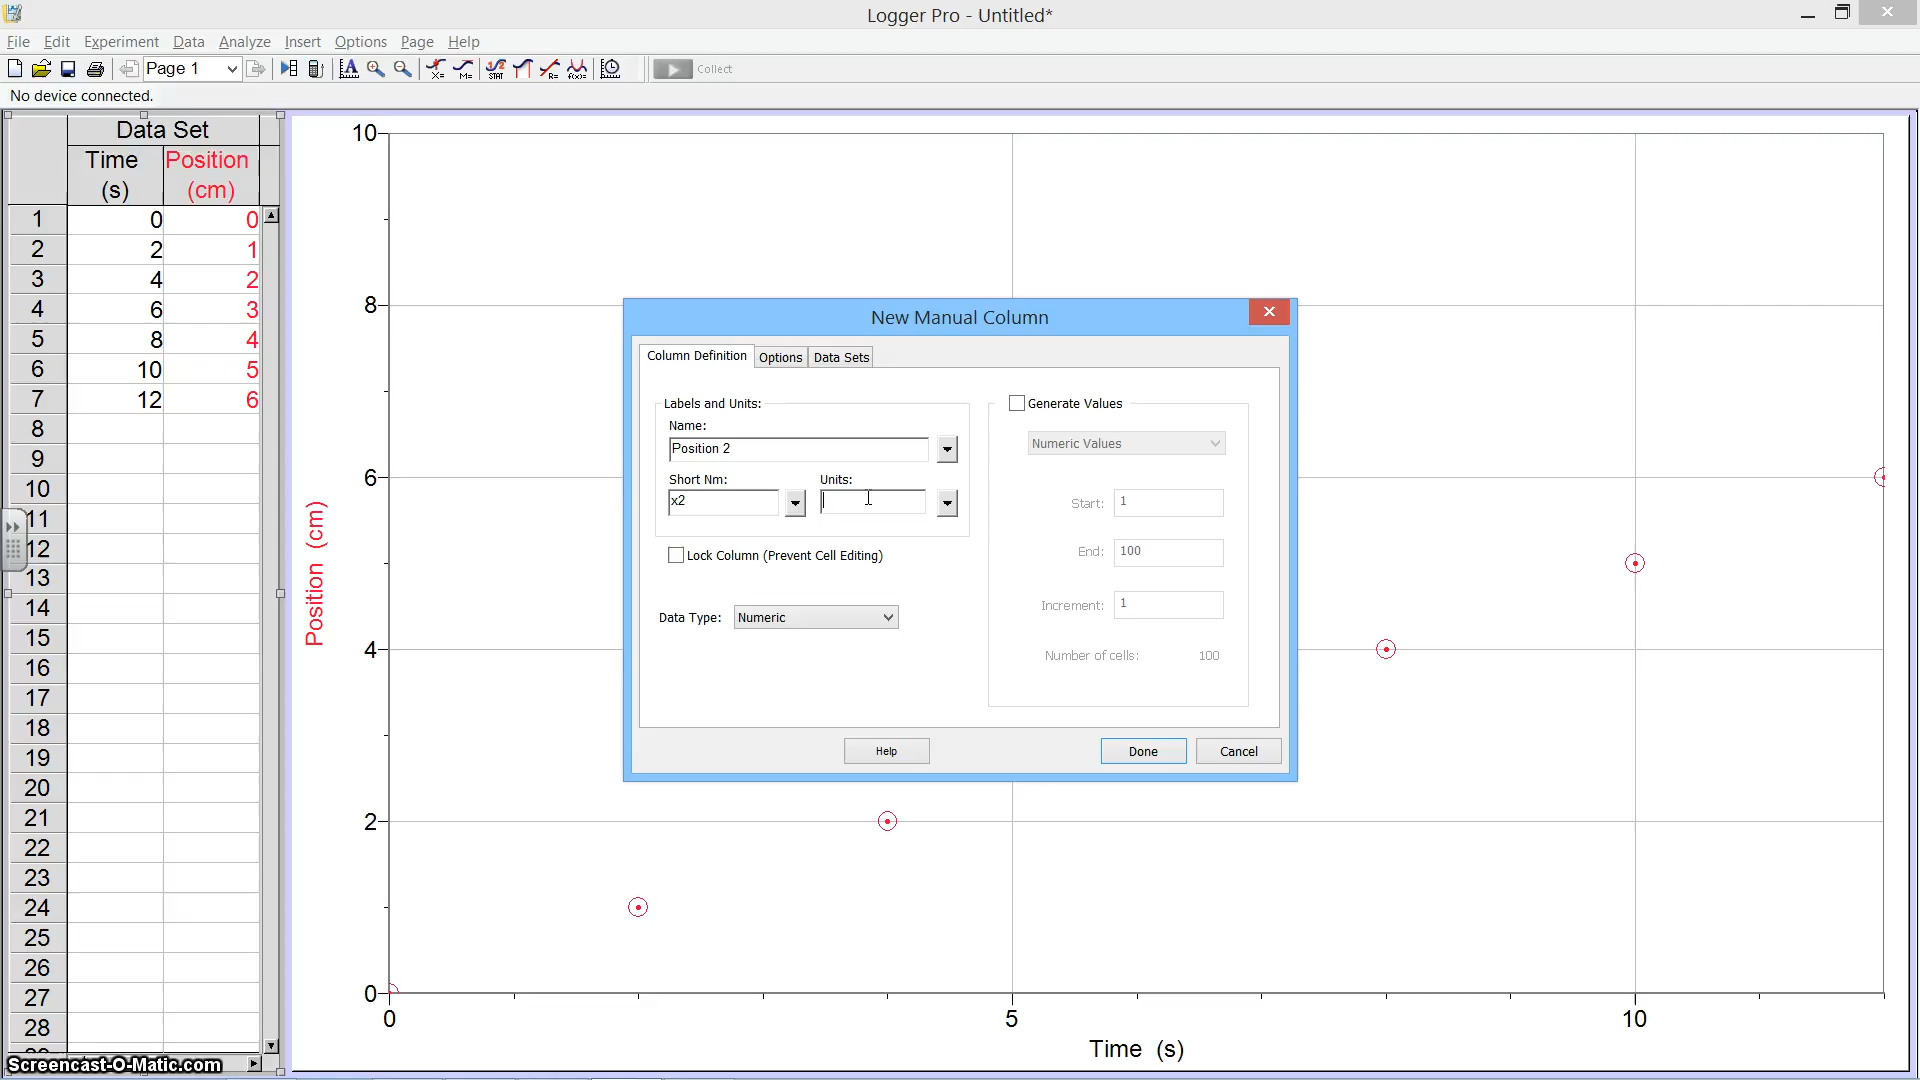 Logger Pro - Untitled*
File Edit Experiment Data Analyze Insert Options Page Help
Page 1 X= M= STAT R= f(x)= Collect
No device connected.
Data Set
Time Position
(s) (cm)
1 0 0
2 2 1
3 4 2
4 6 3
5 8 4
6 10 5
7 12 6
8
9
10
11
12
13
14
15
16
17
18
19
20
21
22
23
24
25
26
27
28
10
8
6
4
2
0
Position (cm)
0 5 10
Time (s)
New Manual Column
Column Definition Options Data Sets
Labels and Units:
Name:
Position 2
Short Nm: Units:
x2
Lock Column (Prevent Cell Editing)
Data Type: Numeric
Generate Values
Numeric Values
Start: 1
End: 100
Increment: 1
Number of cells: 100
Help Done Cancel
Screencast-O-Matic.com